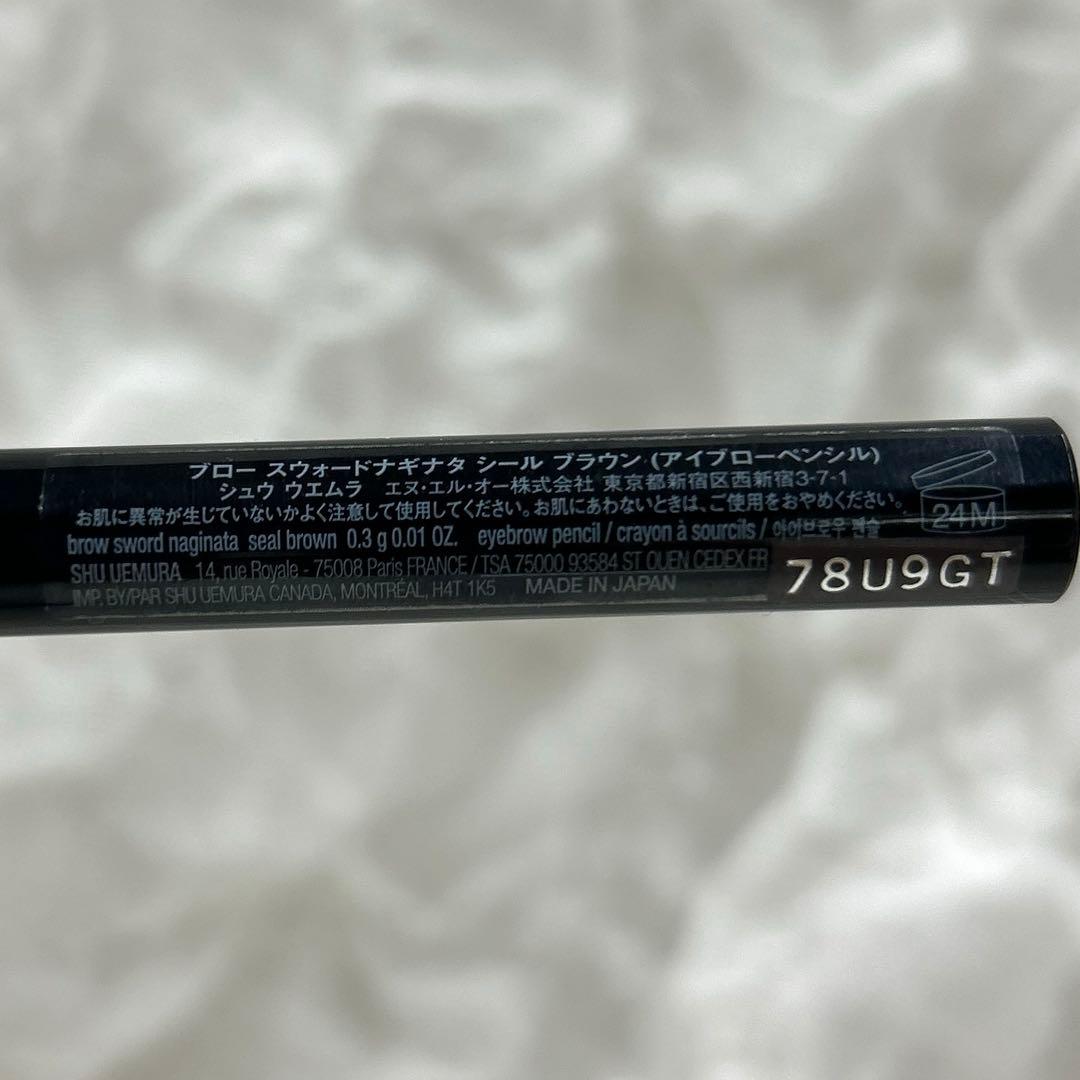 ブロー スウォードナギナタ シール ブラウン (アイブローペンシル)
シュウ ウエムラ エヌ・エル・オー株式会社 東京都新宿区西新宿3-7-1
お肌に異常が生じていないかよく注意して使用してください。お肌にあわないときは、ご使用をおやめください。
brow sword naginata seal brown 0.3 g 0.01 OZ. eyebrow pencil / crayon à sourcils / 아이브로우 펜슬
SHU UEMURA 14, rue Royale - 75008 Paris FRANCE / TSA 75000 93584 ST OUEN CEDEX FR
IMP. BY/PAR SHU UEMURA CANADA, MONTRÉAL, H4T 1K5 MADE IN JAPAN
24M
78U9GT